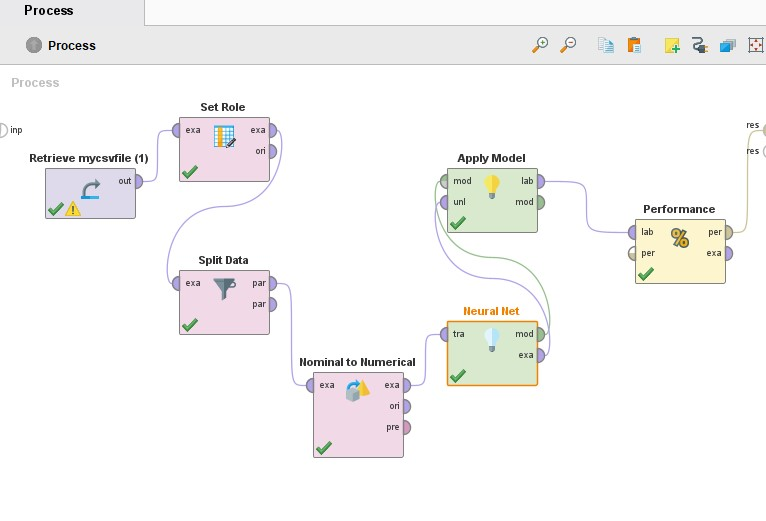 Process
Process
Process
inp
res
res
Set Role
exa exa
ori
Retrieve mycsvfile (1)
out
Apply Model
mod lab
unl mod
Performance
lab per
per exa
Split Data
exa par
par
Neural Net
tra mod
exa
Nominal to Numerical
exa exa
ori
pre